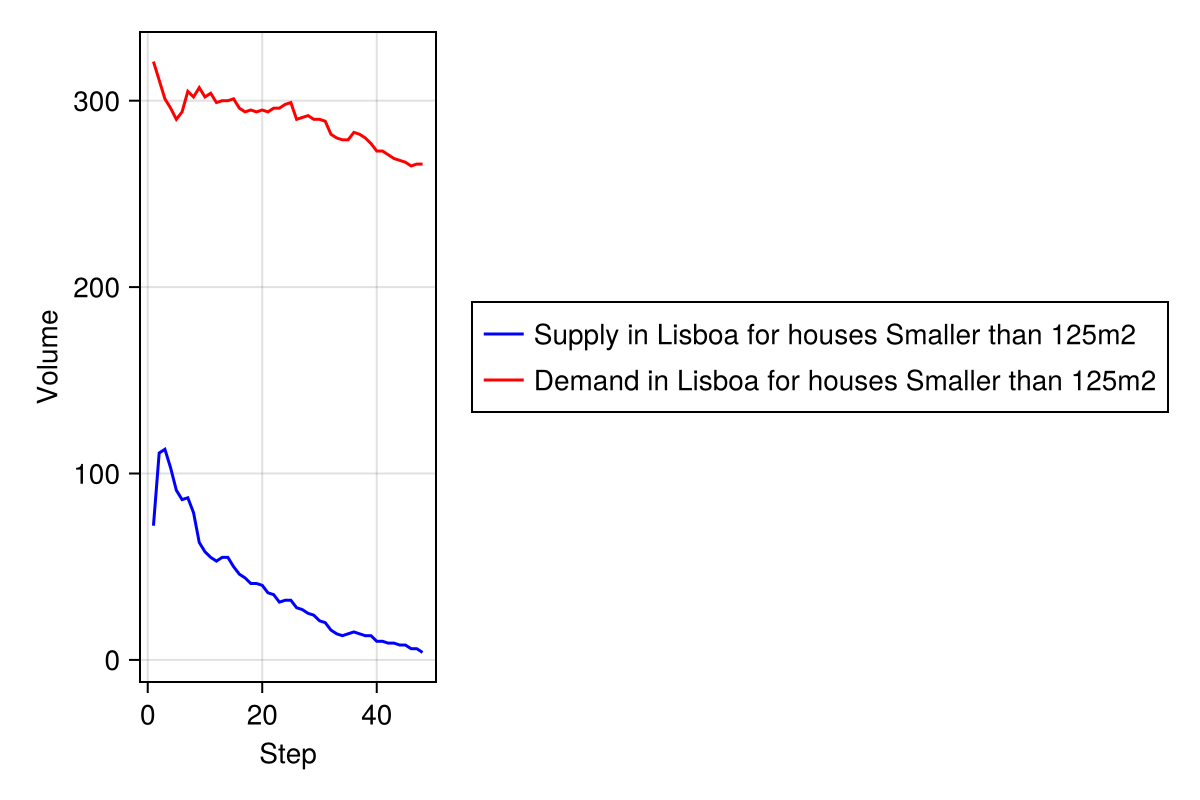 300
200
100
0
Volume
0 20 40
Step
Supply in Lisboa for houses Smaller than 125m2
Demand in Lisboa for houses Smaller than 125m2